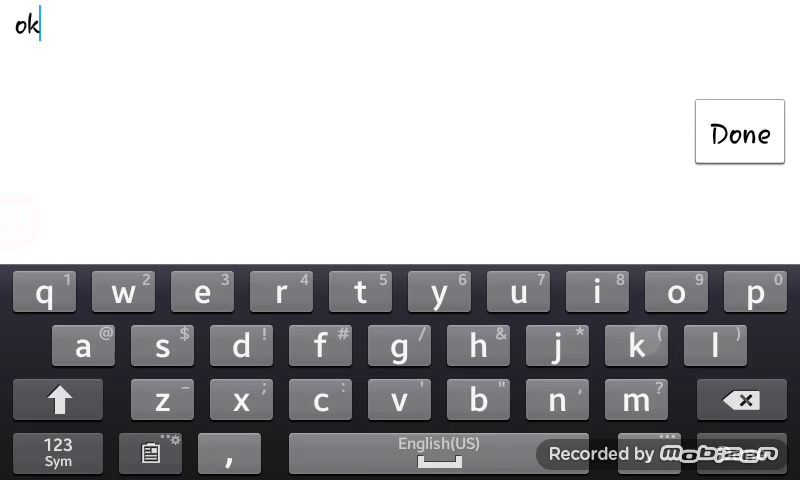 ok
Done
q 1 w 2 e 3 r 4 t 5 y 6 u 7 i 8 o 9 p 0
a @ s $ d ! f # g / h & j * k ( l )
z - x ; c : v ' b " n , m ?
123
Sym
,
English(US)
Recorded by mobizen